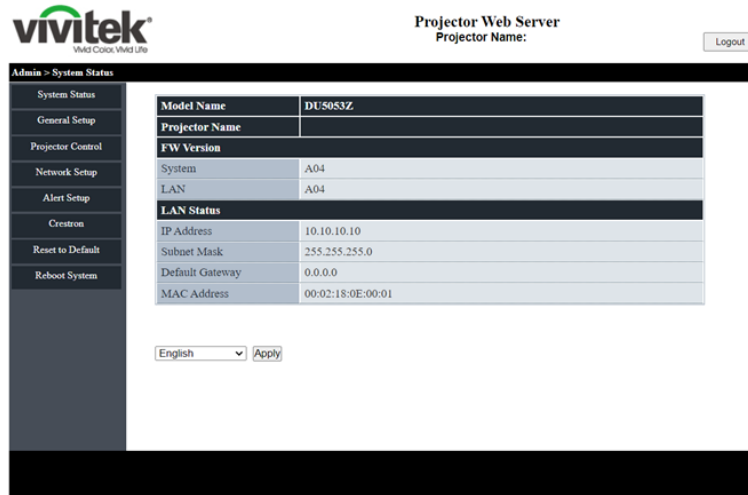 vivitek®
Vivid Color, Vivid Life
Projector Web Server
Projector Name:
Logout
Admin > System Status
System Status
General Setup
Projector Control
Network Setup
Alert Setup
Crestron
Reset to Default
Reboot System
Model Name DU5053Z
Projector Name
FW Version
System A04
LAN A04
LAN Status
IP Address 10.10.10.10
Subnet Mask 255.255.255.0
Default Gateway 0.0.0.0
MAC Address 00:02:18:0E:00:01
English Apply